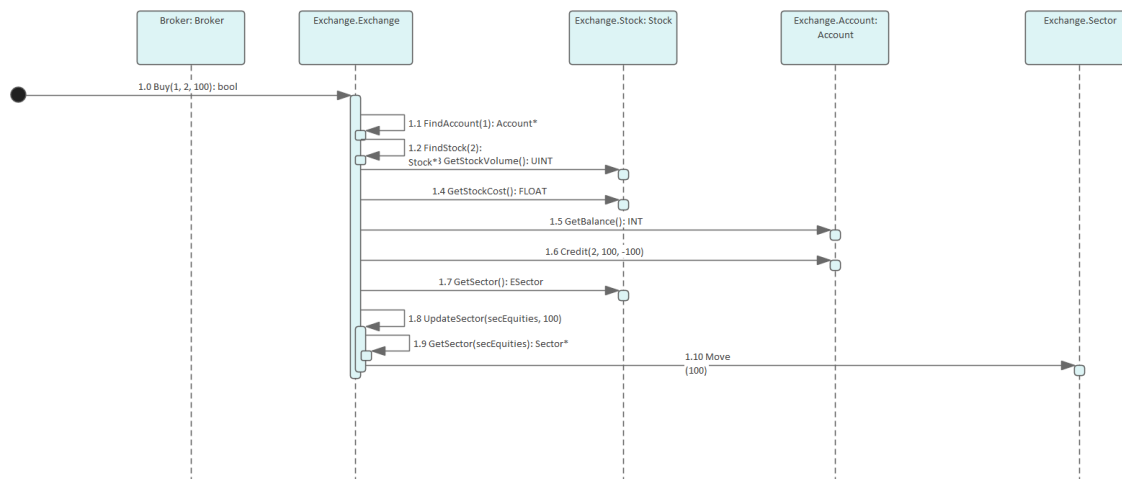 Broker: Broker
Exchange.Exchange
Exchange.Stock: Stock
Exchange.Account:
Account
Exchange.Sector
1.0 Buy(1, 2, 100): bool
1.1 FindAccount(1): Account*
1.2 FindStock(2):
Stock*
3 GetStockVolume(): UINT
1.4 GetStockCost(): FLOAT
1.5 GetBalance(): INT
1.6 Credit(2, 100, -100)
1.7 GetSector(): ESector
1.8 UpdateSector(secEquities, 100)
1.9 GetSector(secEquities): Sector*
1.10 Move
(100)